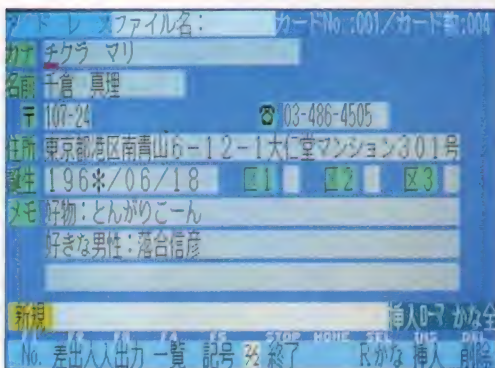 アドレスファイル名： カードNo.:001/カード数:004
カナ チクラ マリ
名前 千倉 真理
〒 107-24 ☎ 03-486-4505
住所 東京都港区南青山6-12-1大仁堂マンション301号
誕生 196*/06/18 区1 区2 区3
メモ 好物：とんがりこーん
好きな男性：落合信彦
新規 挿入ローマ かな全
STOP HOME SEL INS DEL
No. 差出人 入出力 一覧 記号 終了 Rかな 挿入 削除